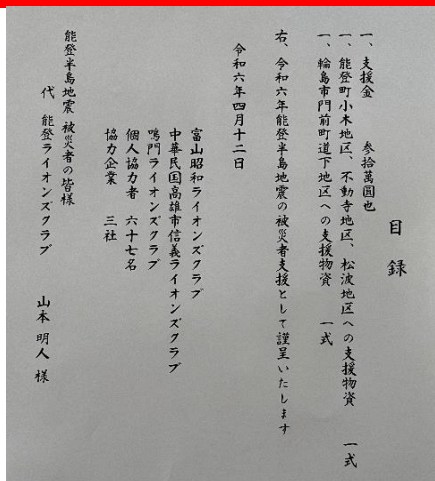 目録
一、支援金 参拾萬圓也
一、能登町小木地区、不動寺地区、松波地区への支援物資 一式
一、輪島市門前町道下地区への支援物資 一式
右、令和六年能登半島地震の被災者支援として謹呈いたします
令和六年四月十二日
富山昭和ライオンズクラブ
中華民国高雄市信義ライオンズクラブ
鳴門ライオンズクラブ
個人協力者 六十七名
協力企業 三社
能登半島地震 被災者の皆様
代 能登ライオンズクラブ 山本 明人 様